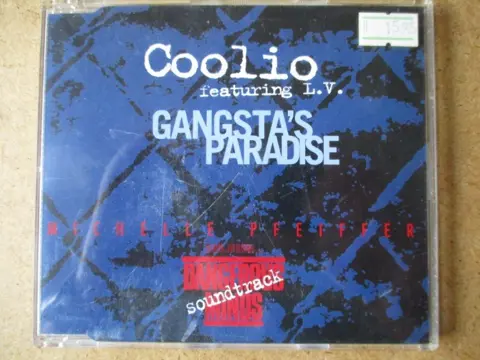 Coolio
featuring L.V.
GANGSTA'S
PARADISE
MICHELLE PFEIFFER
DANGEROUS
MINDS
soundtrack